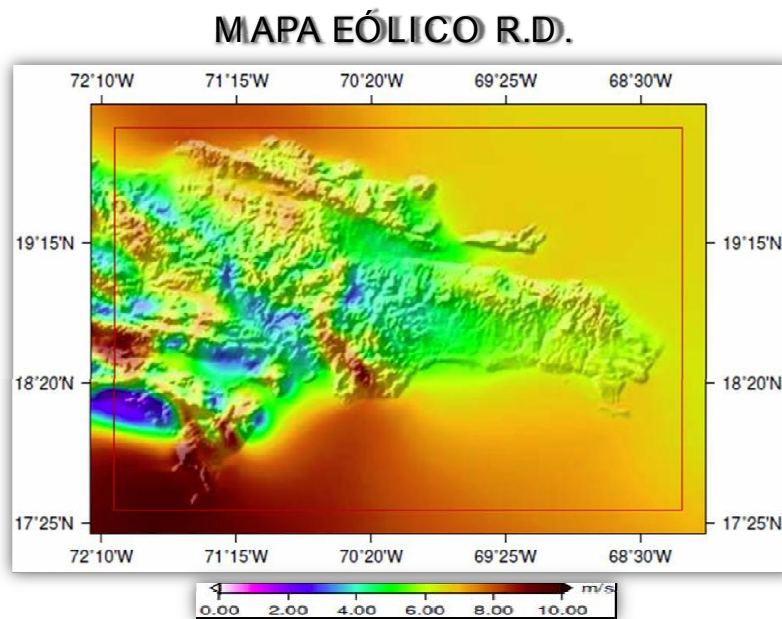 MAPA EÓLICO R.D.
72°10'W 71°15'W 70°20'W 69°25'W 68°30'W
19°15'N 19°15'N
18°20'N 18°20'N
17°25'N 17°25'N
72°10'W 71°15'W 70°20'W 69°25'W 68°30'W
m/s
0.00 2.00 4.00 6.00 8.00 10.00